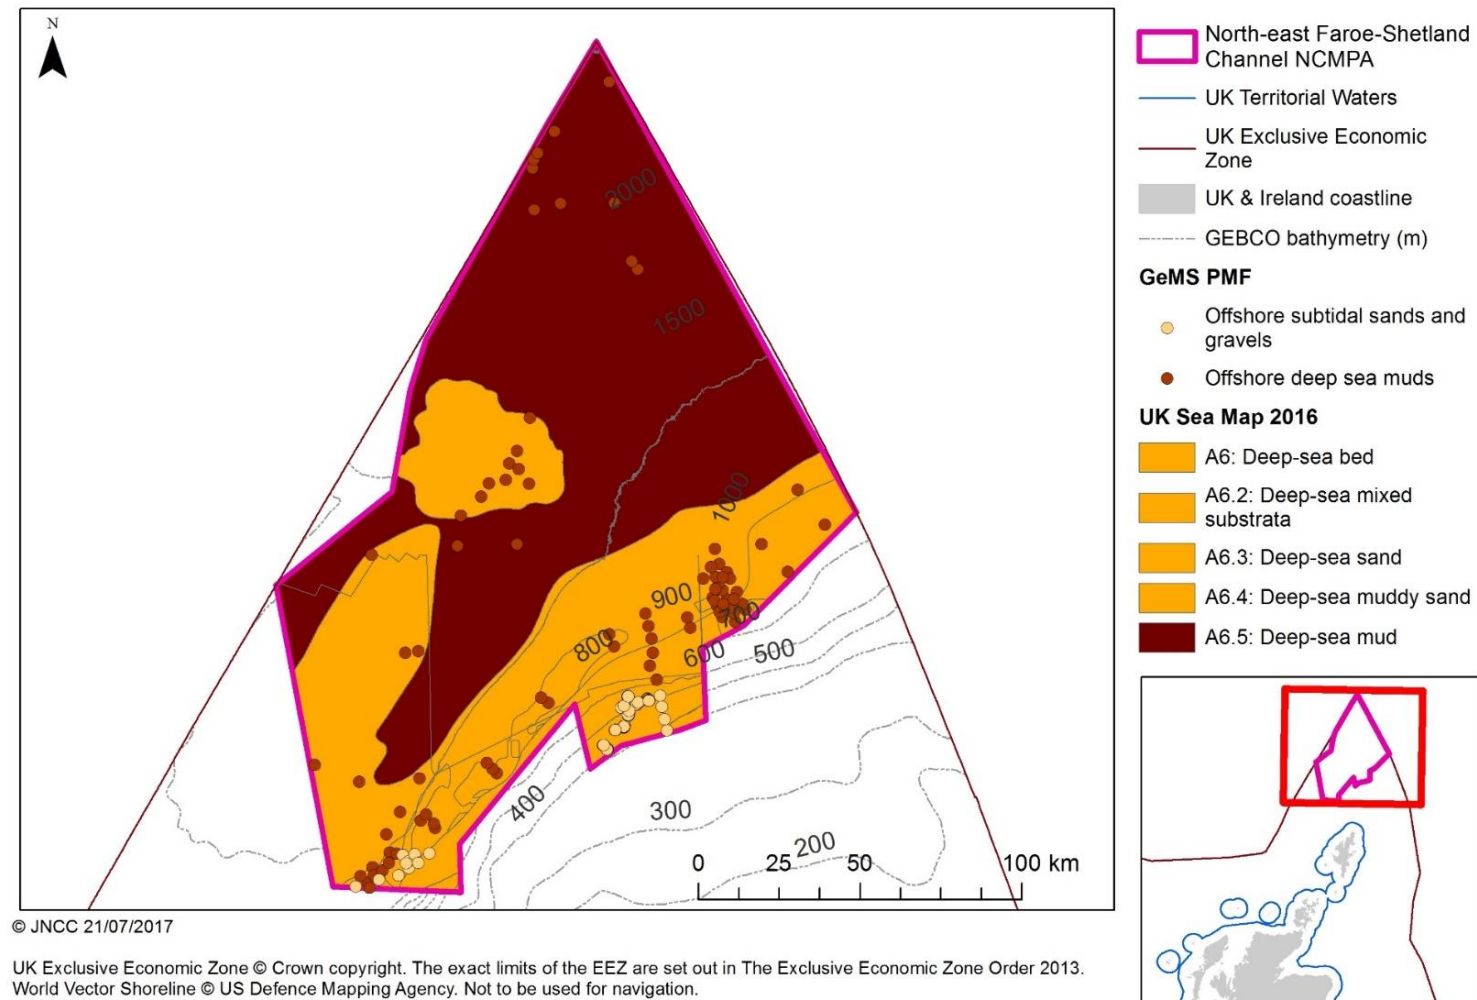 N
2000
1500
1000
900
800
700
600
500
400
300
200
0 25 50 100 km
North-east Faroe-Shetland
Channel NCMPA
UK Territorial Waters
UK Exclusive Economic
Zone
UK & Ireland coastline
GEBCO bathymetry (m)
GeMS PMF
Offshore subtidal sands and
gravels
Offshore deep sea muds
UK Sea Map 2016
A6: Deep-sea bed
A6.2: Deep-sea mixed
substrata
A6.3: Deep-sea sand
A6.4: Deep-sea muddy sand
A6.5: Deep-sea mud
© JNCC 21/07/2017
UK Exclusive Economic Zone © Crown copyright. The exact limits of the EEZ are set out in The Exclusive Economic Zone Order 2013.
World Vector Shoreline © US Defence Mapping Agency. Not to be used for navigation.